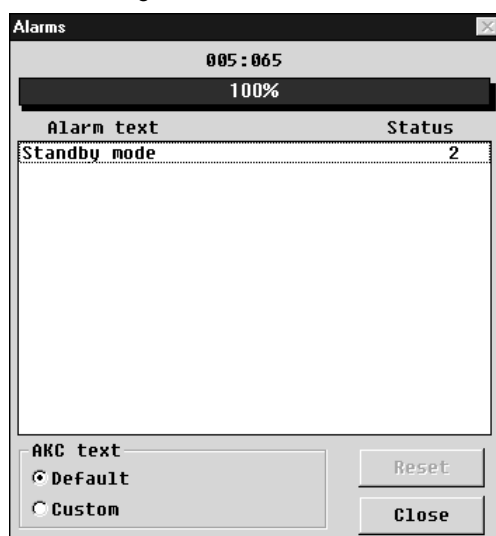 Alarms
005:065
100%
Alarm text Status
Standby mode 2
AKC text
Default
Custom
Reset
Close